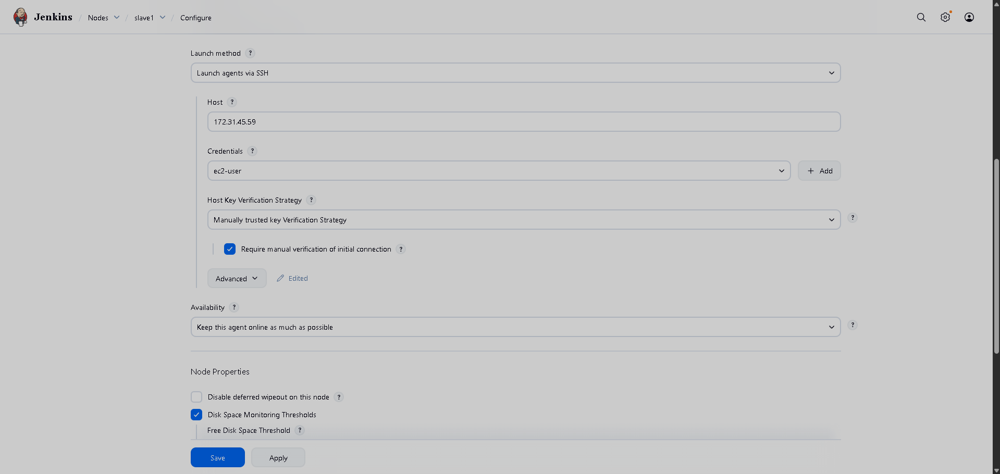 Jenkins / Nodes / slave1 / Configure
Launch method ?
Launch agents via SSH
Host ?
172.31.45.59
Credentials ?
ec2-user
+ Add
Host Key Verification Strategy ?
Manually trusted key Verification Strategy
?
Require manual verification of initial connection ?
Advanced
Edited
Availability ?
Keep this agent online as much as possible
?
Node Properties
Disable deferred wipeout on this node ?
Disk Space Monitoring Thresholds
Free Disk Space Threshold ?
Save
Apply